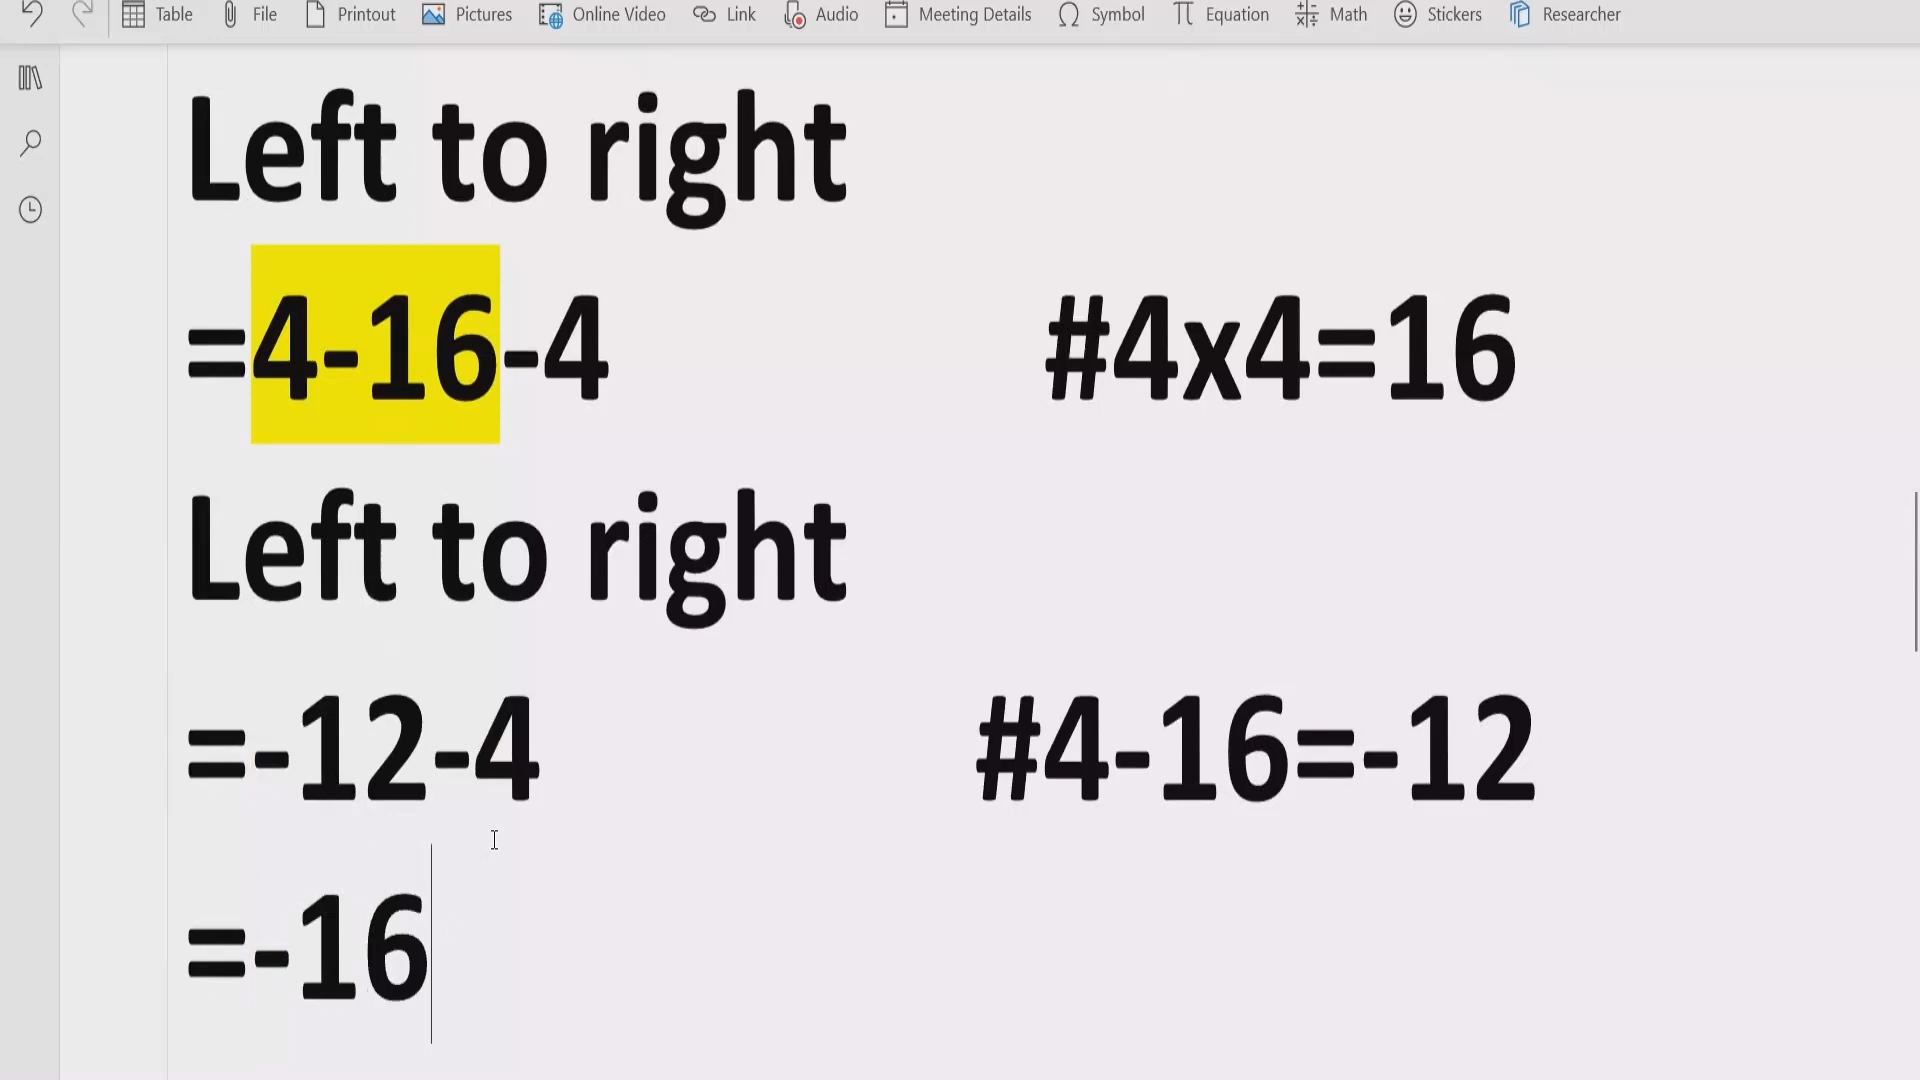 Table File Printout Pictures Online Video Link Audio Meeting Details Symbol Equation Math Stickers Researcher
Left to right
=4-16-4 #4x4=16
Left to right
=-12-4 #4-16=-12
=-16